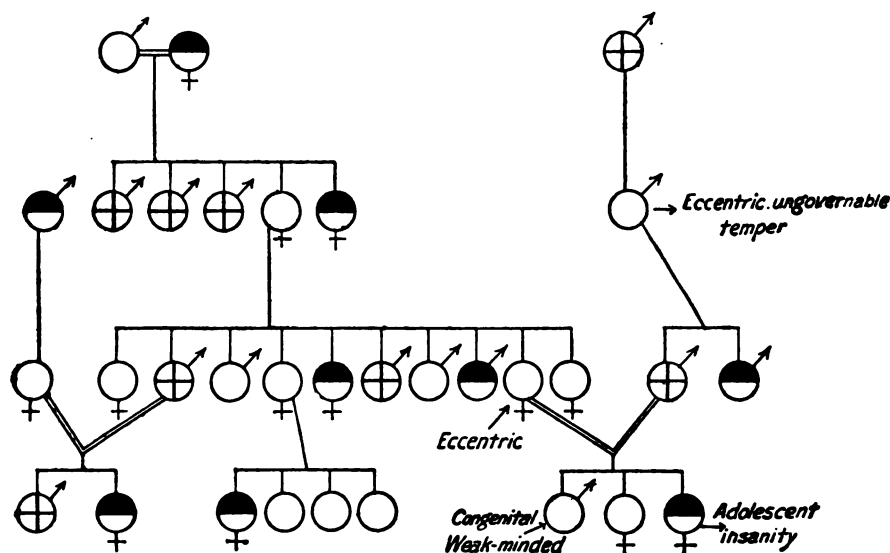 Eccentric. ungovernable
temper
Eccentric
Congenital
Weak-minded
Adolescent
insanity